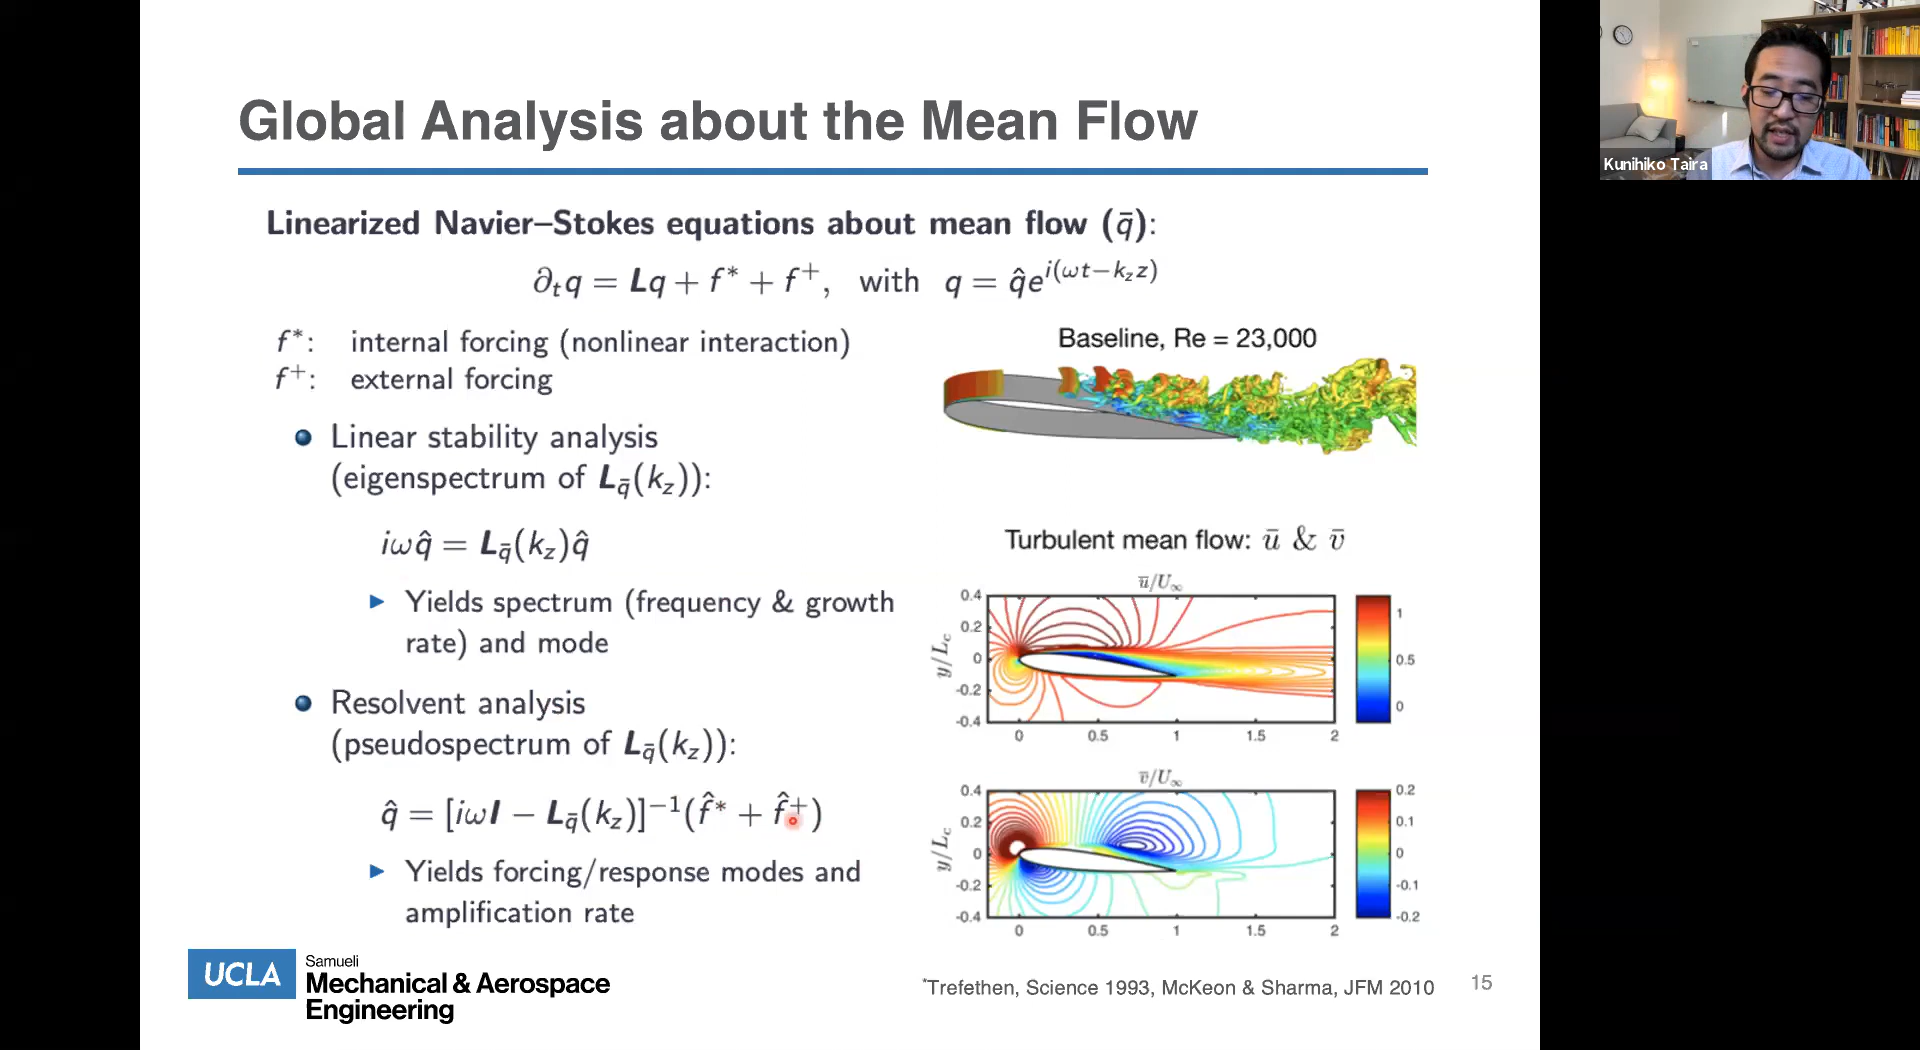 Global Analysis about the Mean Flow
Linearized Navier–Stokes equations about mean flow (q̄):
∂ₜq = Lq + f* + f⁺, with q = q̂e^{i(ωt−k_z z)}
f*: internal forcing (nonlinear interaction)
f⁺: external forcing
Linear stability analysis
(eigenspectrum of L_q̄(k_z)):
iωq̂ = L_q̄(k_z)q̂
Yields spectrum (frequency & growth
rate) and mode
Resolvent analysis
(pseudospectrum of L_q̄(k_z)):
q̂ = [iωI − L_q̄(k_z)]⁻¹(f̂* + f̂⁺)
Yields forcing/response modes and
amplification rate
Baseline, Re = 23,000
Turbulent mean flow: ū & v̄
ū/U∞
y/L_c
0.4
0.2
0
-0.2
-0.4
0 0.5 1 1.5 2
1
0.5
0
v̄/U∞
y/L_c
0.4
0.2
0
-0.2
-0.4
0 0.5 1 1.5 2
0.2
0.1
0
-0.1
-0.2
UCLA
Samueli
Mechanical & Aerospace
Engineering
*Trefethen, Science 1993, McKeon & Sharma, JFM 2010
15
Kunihiko Taira